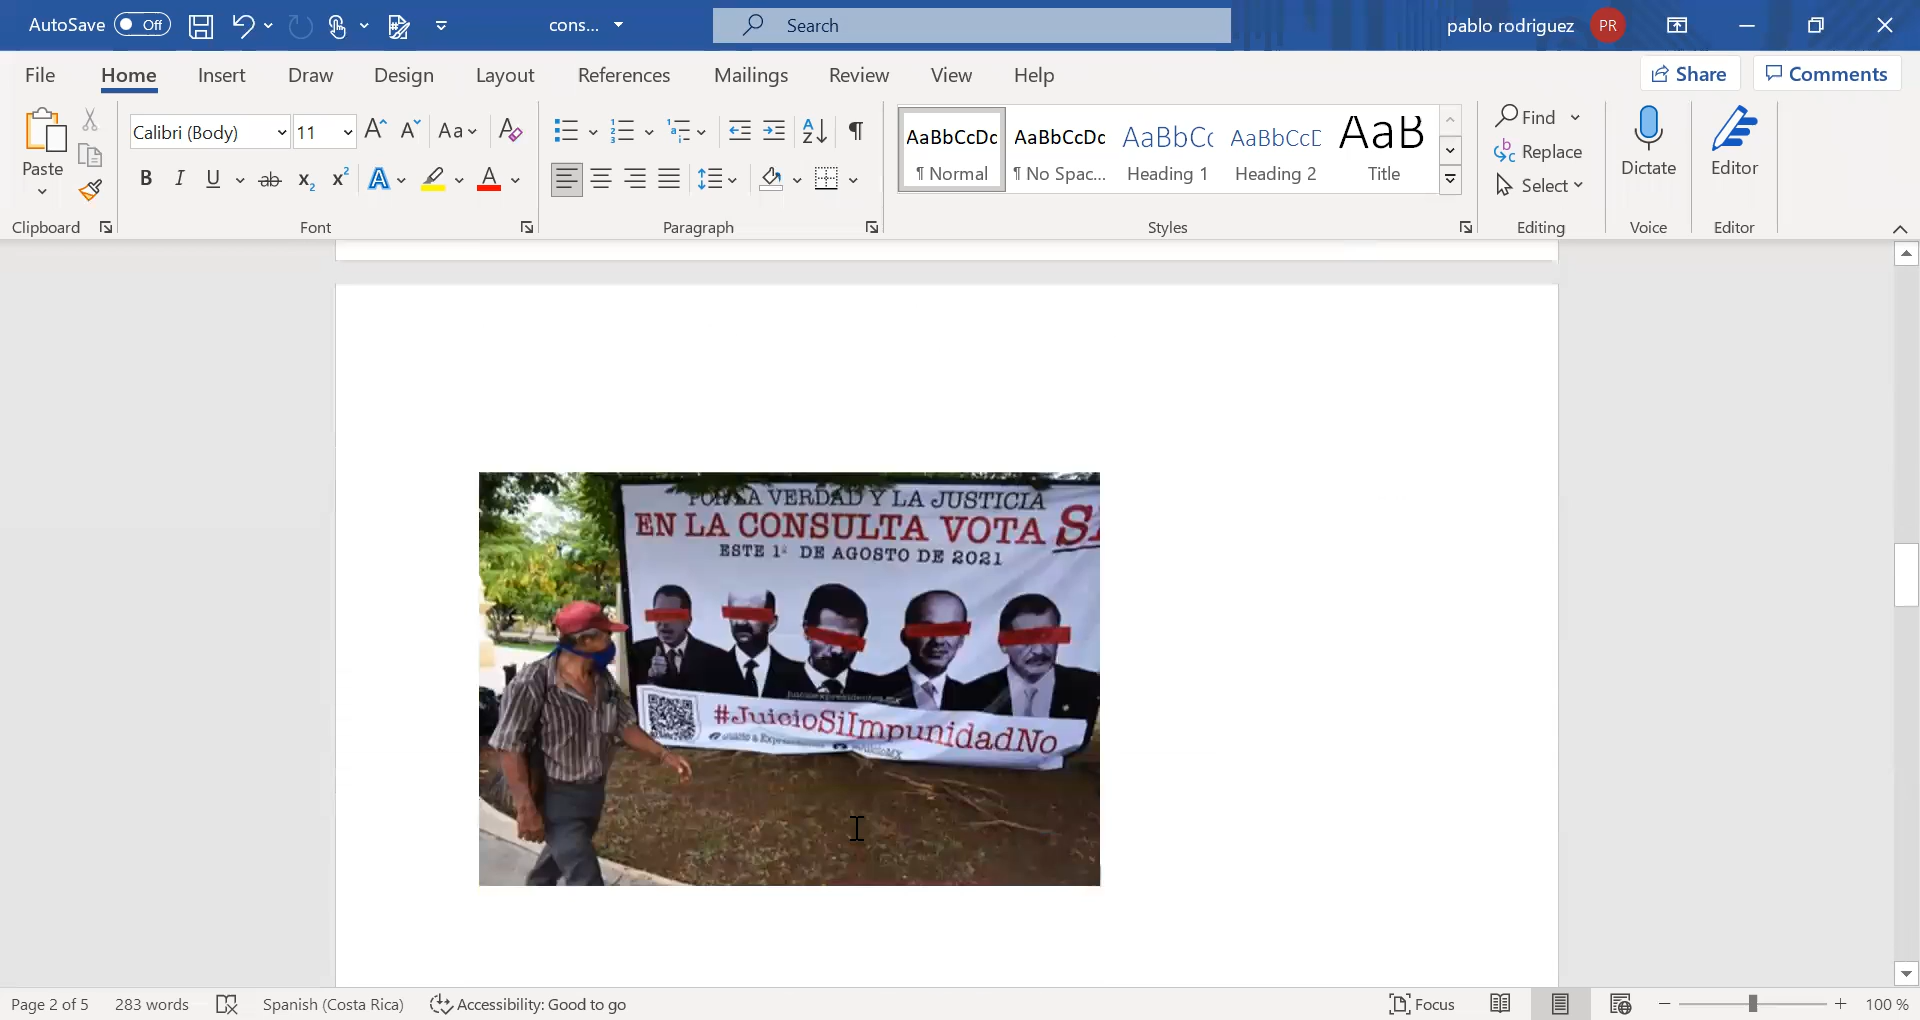 AutoSave Off cons... Search pablo rodriguez PR
File Home Insert Draw Design Layout References Mailings Review View Help Share Comments
Paste Calibri (Body) 11 Aa AaBbCcDc AaBbCcDc AaBbCc AaBbCcE AaB Find Replace Select Dictate Editor
¶ Normal ¶ No Spac... Heading 1 Heading 2 Title
Clipboard Font Paragraph Styles Editing Voice Editor
POR LA VERDAD Y LA JUSTICIA
EN LA CONSULTA VOTA
ESTE 1° DE AGOSTO DE 2021
#JuicioSiImpunidadNo
Page 2 of 5 283 words Spanish (Costa Rica) Accessibility: Good to go Focus 100 %